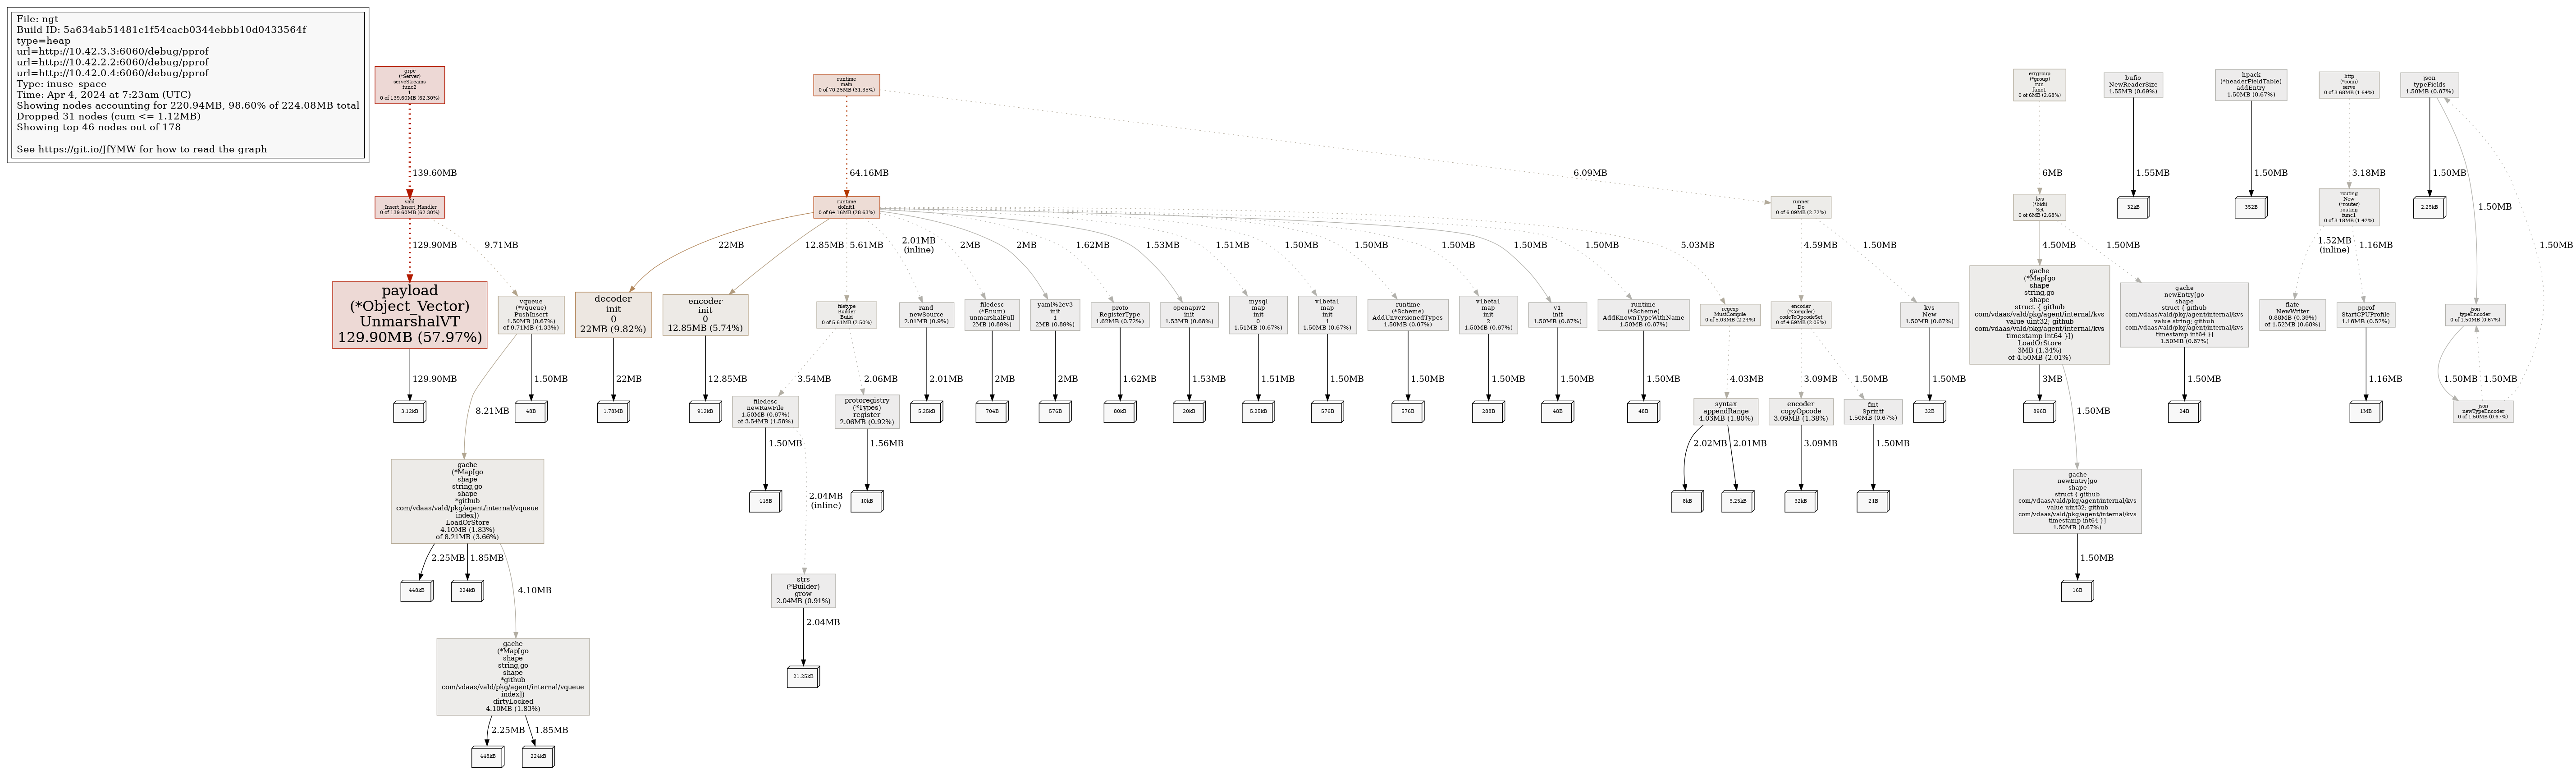 File: ngt
Build ID: 5a634ab51481c1f54cacb0344ebbb10d0433564f
type=heap
url=http://10.42.3.3:6060/debug/pprof
url=http://10.42.2.2:6060/debug/pprof
url=http://10.42.0.4:6060/debug/pprof
Type: inuse_space
Time: Apr 4, 2024 at 7:23am (UTC)
Showing nodes accounting for 220.94MB, 98.60% of 224.08MB total
Dropped 31 nodes (cum <= 1.12MB)
Showing top 46 nodes out of 178
See https://git.io/JfYMW for how to read the graph
grpc
(*Server)
serveStreams
func2
1
0 of 139.60MB (62.30%)
runtime
main
0 of 70.25MB (31.35%)
errgroup
(*group)
run
func1
0 of 6MB (2.68%)
bufio
NewReaderSize
1.55MB (0.69%)
hpack
(*headerFieldTable)
addEntry
1.50MB (0.67%)
http
(*conn)
serve
0 of 3.68MB (1.64%)
json
typeFields
1.50MB (0.67%)
139.60MB
64.16MB
6.09MB
6MB
1.55MB
1.50MB
3.18MB
1.50MB
1.50MB
1.50MB
vald
_Insert_Insert_Handler
0 of 139.60MB (62.30%)
runtime
doInit1
0 of 64.16MB (28.63%)
runner
Do
0 of 6.09MB (2.72%)
kvs
(*bidi)
Set
0 of 6MB (2.68%)
32kB
352B
routing
New
(*router)
routing
func1
0 of 3.18MB (1.42%)
2.25kB
129.90MB
9.71MB
22MB
12.85MB
5.61MB
2.01MB
(inline)
2MB
2MB
1.62MB
1.53MB
1.51MB
1.50MB
1.50MB
1.50MB
1.50MB
1.50MB
5.03MB
4.59MB
1.50MB
4.50MB
1.50MB
1.52MB
(inline)
1.16MB
payload
(*Object_Vector)
UnmarshalVT
129.90MB (57.97%)
vqueue
(*vqueue)
PushInsert
1.50MB (0.67%)
of 9.71MB (4.33%)
decoder
init
0
22MB (9.82%)
encoder
init
0
12.85MB (5.74%)
filetype
Builder
Build
0 of 5.61MB (2.50%)
rand
newSource
2.01MB (0.9%)
filedesc
(*Enum)
unmarshalFull
2MB (0.89%)
yaml%2ev3
init
1
2MB (0.89%)
proto
RegisterType
1.62MB (0.72%)
openapiv2
init
1.53MB (0.68%)
mysql
map
init
0
1.51MB (0.67%)
v1beta1
map
init
1
1.50MB (0.67%)
runtime
(*Scheme)
AddUnversionedTypes
1.50MB (0.67%)
v1beta1
map
init
2
1.50MB (0.67%)
v1
init
1.50MB (0.67%)
runtime
(*Scheme)
AddKnownTypeWithName
1.50MB (0.67%)
regexp
MustCompile
0 of 5.03MB (2.24%)
encoder
(*Compiler)
codeToOpcodeSet
0 of 4.59MB (2.05%)
kvs
New
1.50MB (0.67%)
gache
(*Map[go
shape
string,go
shape
struct { github
com/vdaas/vald/pkg/agent/internal/kvs
value uint32; github
com/vdaas/vald/pkg/agent/internal/kvs
timestamp int64 }])
LoadOrStore
3MB (1.34%)
of 4.50MB (2.01%)
gache
newEntry[go
shape
struct { github
com/vdaas/vald/pkg/agent/internal/kvs
value string; github
com/vdaas/vald/pkg/agent/internal/kvs
timestamp int64 }]
1.50MB (0.67%)
flate
NewWriter
0.88MB (0.39%)
of 1.52MB (0.68%)
pprof
StartCPUProfile
1.16MB (0.52%)
json
typeEncoder
0 of 1.50MB (0.67%)
129.90MB
8.21MB
1.50MB
22MB
12.85MB
3.54MB
2.06MB
2.01MB
2MB
2MB
1.62MB
1.53MB
1.51MB
1.50MB
1.50MB
1.50MB
1.50MB
1.50MB
4.03MB
3.09MB
1.50MB
1.50MB
3MB
1.50MB
1.50MB
1.16MB
1.50MB
1.50MB
3.12kB
48B
1.78MB
912kB
filedesc
newRawFile
1.50MB (0.67%)
of 3.54MB (1.58%)
protoregistry
(*Types)
register
2.06MB (0.92%)
5.25kB
704B
576B
80kB
20kB
5.25kB
576B
576B
288B
48B
48B
syntax
appendRange
4.03MB (1.80%)
encoder
copyOpcode
3.09MB (1.38%)
fmt
Sprintf
1.50MB (0.67%)
32B
896B
24B
1MB
json
newTypeEncoder
0 of 1.50MB (0.67%)
1.50MB
2.04MB
(inline)
1.56MB
2.02MB
2.01MB
3.09MB
1.50MB
gache
(*Map[go
shape
string,go
shape
*github
com/vdaas/vald/pkg/agent/internal/vqueue
index])
LoadOrStore
4.10MB (1.83%)
of 8.21MB (3.66%)
448B
40kB
6kB
5.25kB
32kB
24B
gache
newEntry[go
shape
struct { github
com/vdaas/vald/pkg/agent/internal/kvs
value uint32; github
com/vdaas/vald/pkg/agent/internal/kvs
timestamp int64 }]
1.50MB (0.67%)
2.25MB
1.85MB
4.10MB
1.50MB
448kB
224kB
strs
(*Builder)
grow
2.04MB (0.91%)
16B
2.04MB
gache
(*Map[go
shape
string,go
shape
*github
com/vdaas/vald/pkg/agent/internal/vqueue
index])
dirtyLocked
4.10MB (1.83%)
21.25kB
2.25MB
1.85MB
448kB
224kB